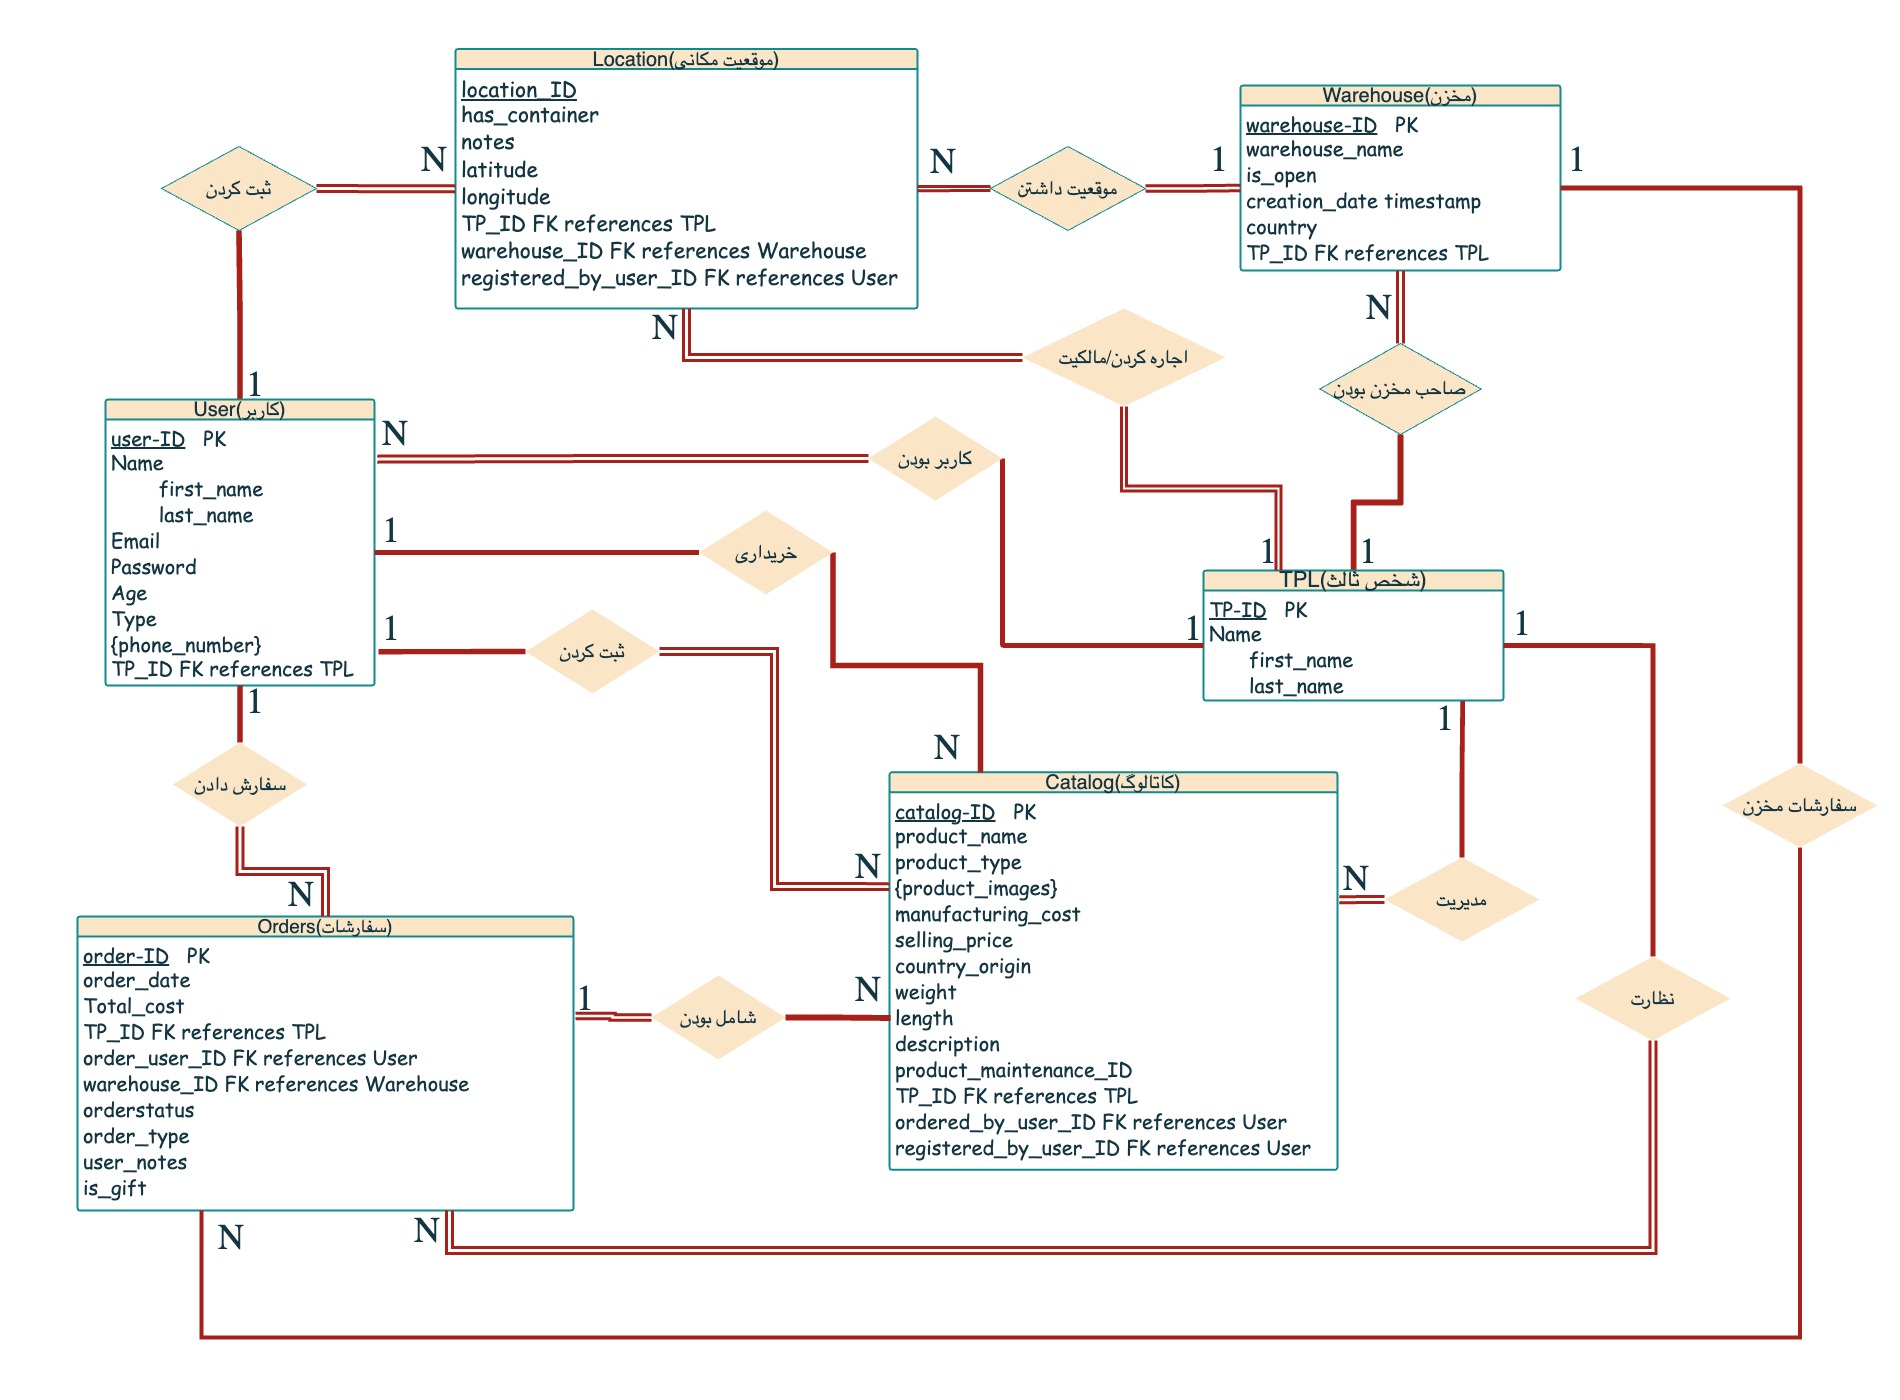 Location(موقعیت مکانی)
location_ID
has_container
notes
latitude
longitude
TP_ID FK references TPL
warehouse_ID FK references Warehouse
registered_by_user_ID FK references User
Warehouse(مخزن)
warehouse-ID PK
warehouse_name
is_open
creation_date timestamp
country
TP_ID FK references TPL
ثبت کردن
N
N
موقعیت داشتن
1
1
N
اجاره کردن/مالکیت
N
صاحب مخزن بودن
1
User(کاربر)
user-ID PK
Name
first_name
last_name
Email
Password
Age
Type
{phone_number}
TP_ID FK references TPL
N
کاربر بودن
1
خریداری
1
ثبت کردن
1
1
1
TPL(شخص ثالث)
TP-ID PK
Name
first_name
last_name
1
1
1
سفارش دادن
N
N
Catalog(کاتالوگ)
catalog-ID PK
product_name
product_type
{product_images}
manufacturing_cost
selling_price
country_origin
weight
length
description
product_maintenance_ID
TP_ID FK references TPL
ordered_by_user_ID FK references User
registered_by_user_ID FK references User
1
سفارشات مخزن
N
N
مدیریت
نظارت
Orders(سفارشات)
order-ID PK
order_date
Total_cost
TP_ID FK references TPL
order_user_ID FK references User
warehouse_ID FK references Warehouse
orderstatus
order_type
user_notes
is_gift
1
شامل بودن
N
N
N